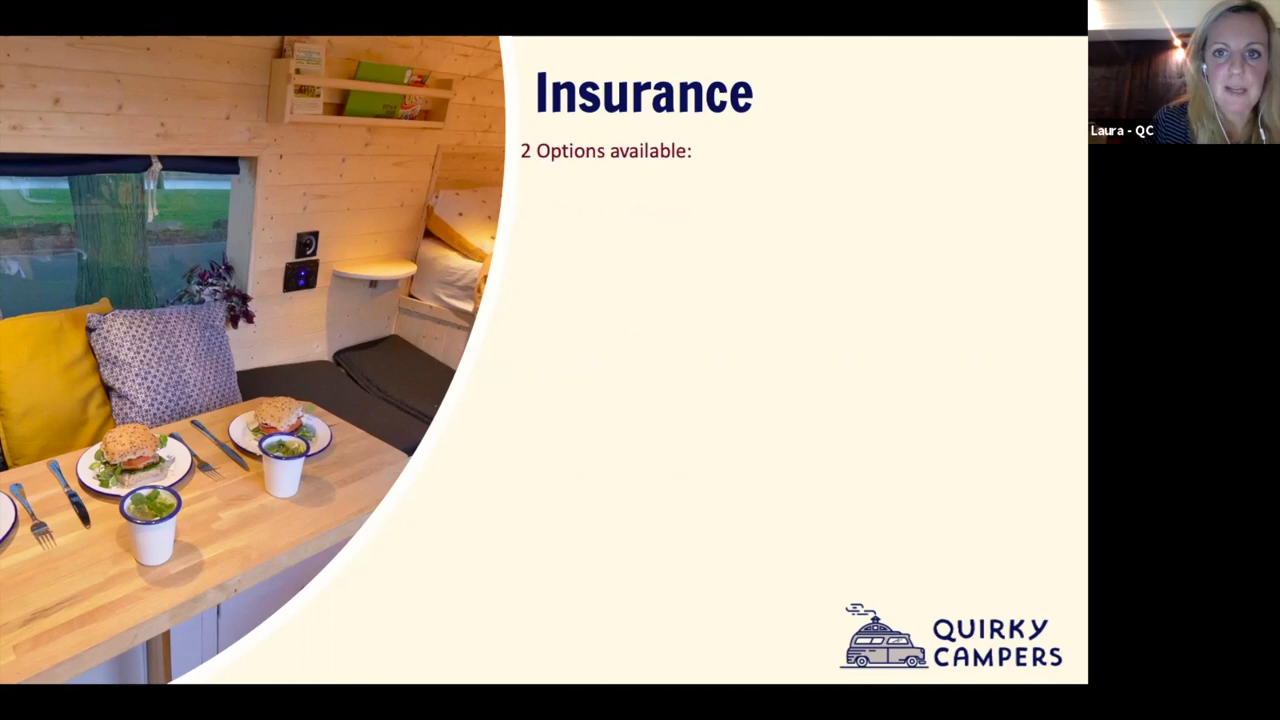 Insurance
2 Options available:
Laura - QC
QUIRKY
CAMPERS